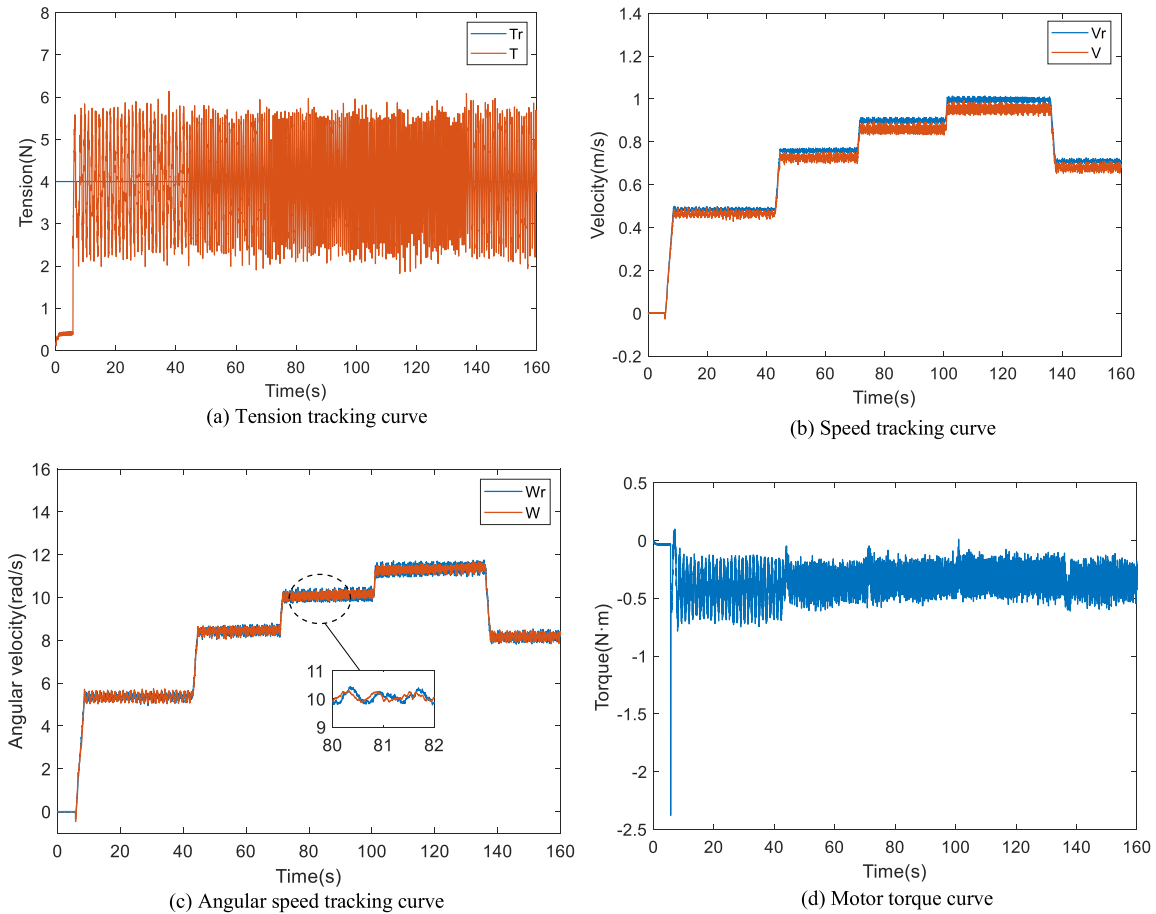 8
7
6
5
4
3
2
1
0
Tension(N)
Tr
T
0 20 40 60 80 100 120 140 160
Time(s)
(a) Tension tracking curve
1.4
1.2
1
0.8
0.6
0.4
0.2
0
-0.2
Velocity(m/s)
Vr
V
0 20 40 60 80 100 120 140 160
Time(s)
(b) Speed tracking curve
16
14
12
10
8
6
4
2
0
Angular velocity(rad/s)
Wr
W
11
10
9
80 81 82
0 20 40 60 80 100 120 140 160
Time(s)
(c) Angular speed tracking curve
0.5
0
-0.5
-1
-1.5
-2
-2.5
Torque(N·m)
0 20 40 60 80 100 120 140 160
Time(s)
(d) Motor torque curve